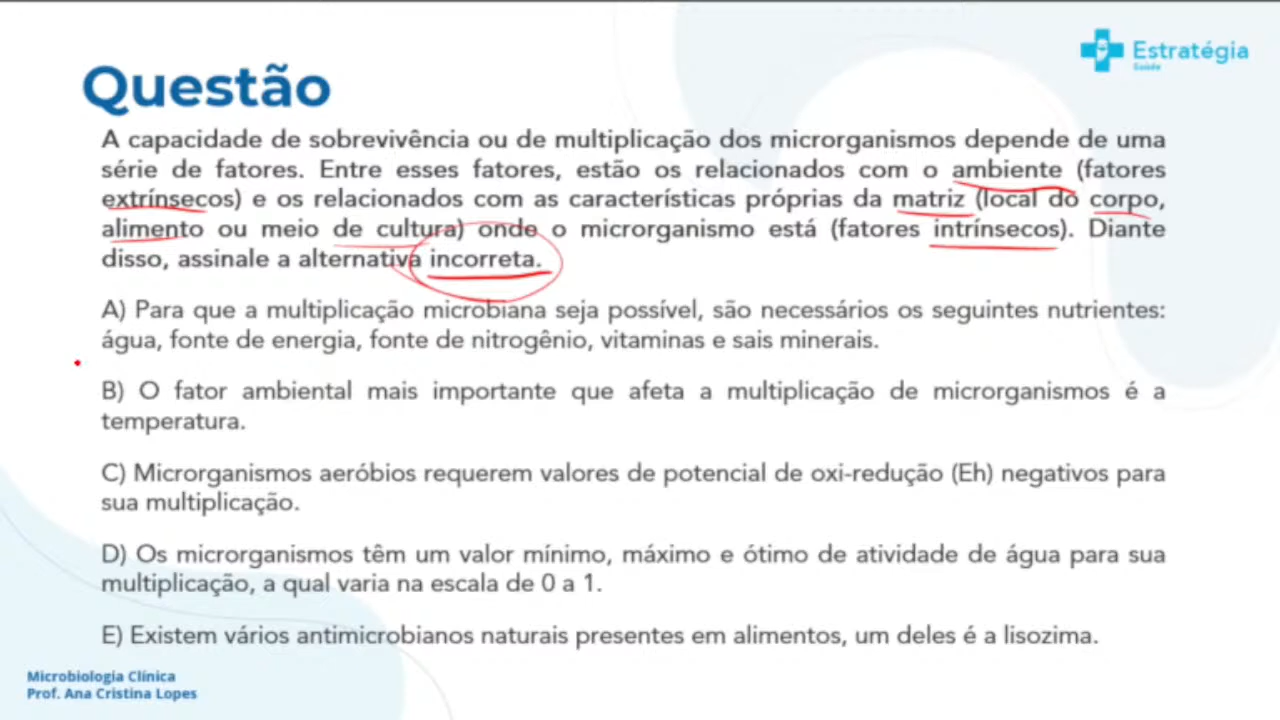 Estratégia
Saúde
Questão
A capacidade de sobrevivência ou de multiplicação dos microrganismos depende de uma
série de fatores. Entre esses fatores, estão os relacionados com o ambiente (fatores
extrínsecos) e os relacionados com as características próprias da matriz (local do corpo,
alimento ou meio de cultura) onde o microrganismo está (fatores intrínsecos). Diante
disso, assinale a alternativa incorreta.
A) Para que a multiplicação microbiana seja possível, são necessários os seguintes nutrientes:
água, fonte de energia, fonte de nitrogênio, vitaminas e sais minerais.
B) O fator ambiental mais importante que afeta a multiplicação de microrganismos é a
temperatura.
C) Microrganismos aeróbios requerem valores de potencial de oxi-redução (Eh) negativos para
sua multiplicação.
D) Os microrganismos têm um valor mínimo, máximo e ótimo de atividade de água para sua
multiplicação, a qual varia na escala de 0 a 1.
E) Existem vários antimicrobianos naturais presentes em alimentos, um deles é a lisozima.
Microbiologia Clínica
Prof. Ana Cristina Lopes